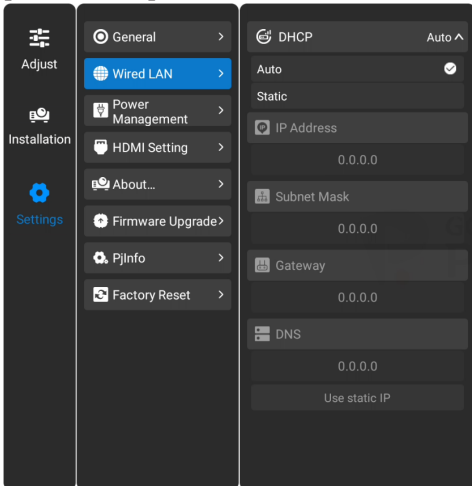 Adjust
Installation
Settings
General
Wired LAN
Power
Management
HDMI Setting
About...
Firmware Upgrade
PjInfo
Factory Reset
DHCP Auto
Auto
Static
IP Address
0.0.0.0
Subnet Mask
0.0.0.0
Gateway
0.0.0.0
DNS
0.0.0.0
Use static IP